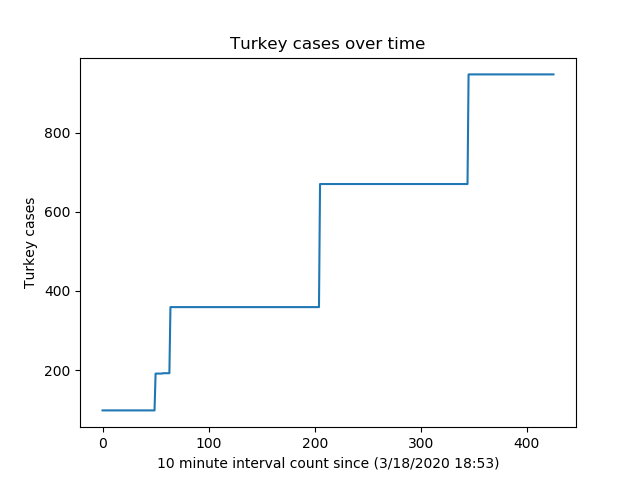 Turkey cases over time
Turkey cases
800
600
400
200
0 100 200 300 400
10 minute interval count since (3/18/2020 18:53)